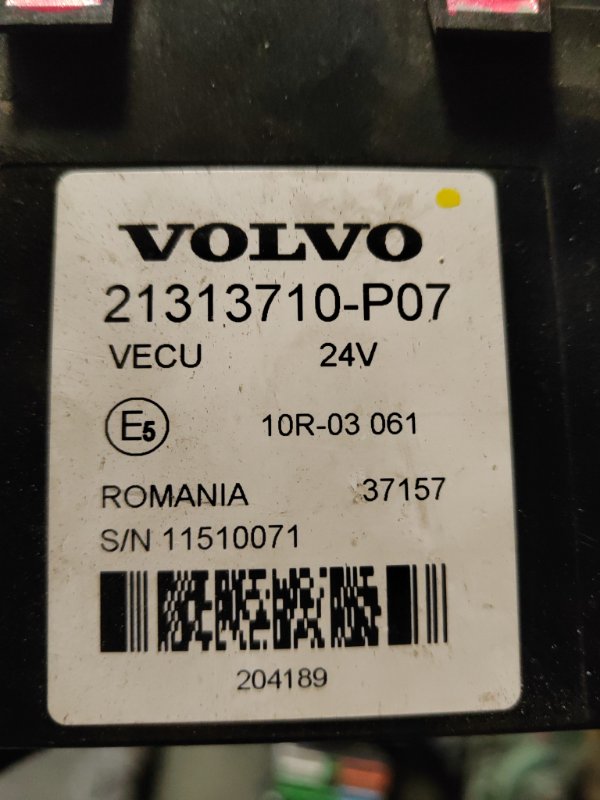 VOLVO
21313710-P07
VECU 24V
E5 10R-03 061
ROMANIA 37157
S/N 11510071
204189